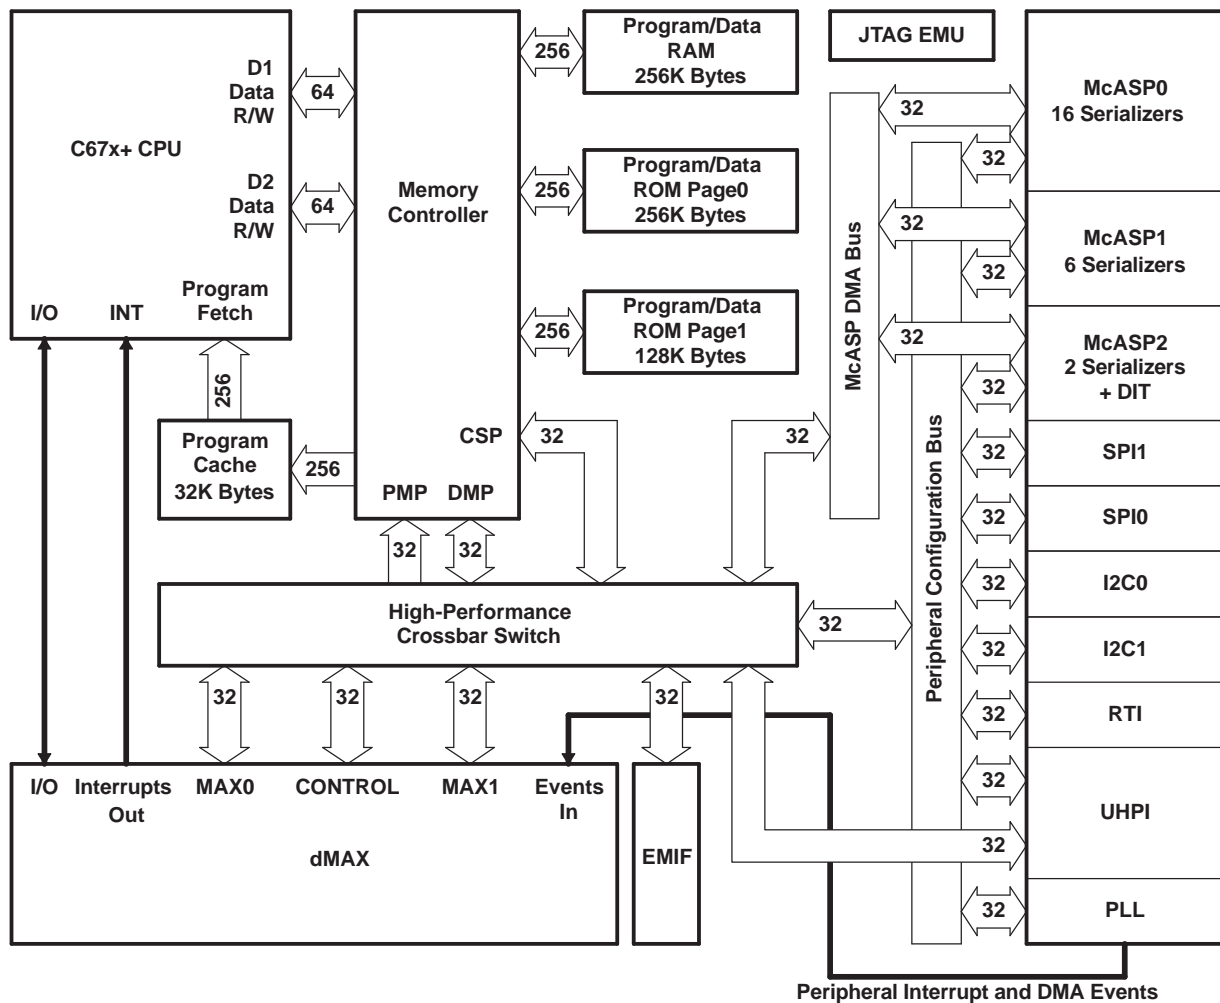 C67x+ CPU
D1
Data
R/W
D2
Data
R/W
I/O
INT
Program
Fetch
64
64
Memory
Controller
CSP
PMP
DMP
256
Program/Data
RAM
256K Bytes
256
Program/Data
ROM Page0
256K Bytes
256
Program/Data
ROM Page1
128K Bytes
256
Program
Cache
32K Bytes
256
32
32
32
32
High-Performance
Crossbar Switch
32
32
32
32
32
I/O
Interrupts
Out
MAX0
CONTROL
MAX1
Events
In
dMAX
EMIF
JTAG EMU
McASP DMA Bus
Peripheral Configuration Bus
32
McASP0
16 Serializers
32
32
McASP1
6 Serializers
32
32
McASP2
2 Serializers
+ DIT
32
32
SPI1
32
SPI0
32
I2C0
32
I2C1
32
RTI
32
UHPI
32
32
PLL
Peripheral Interrupt and DMA Events